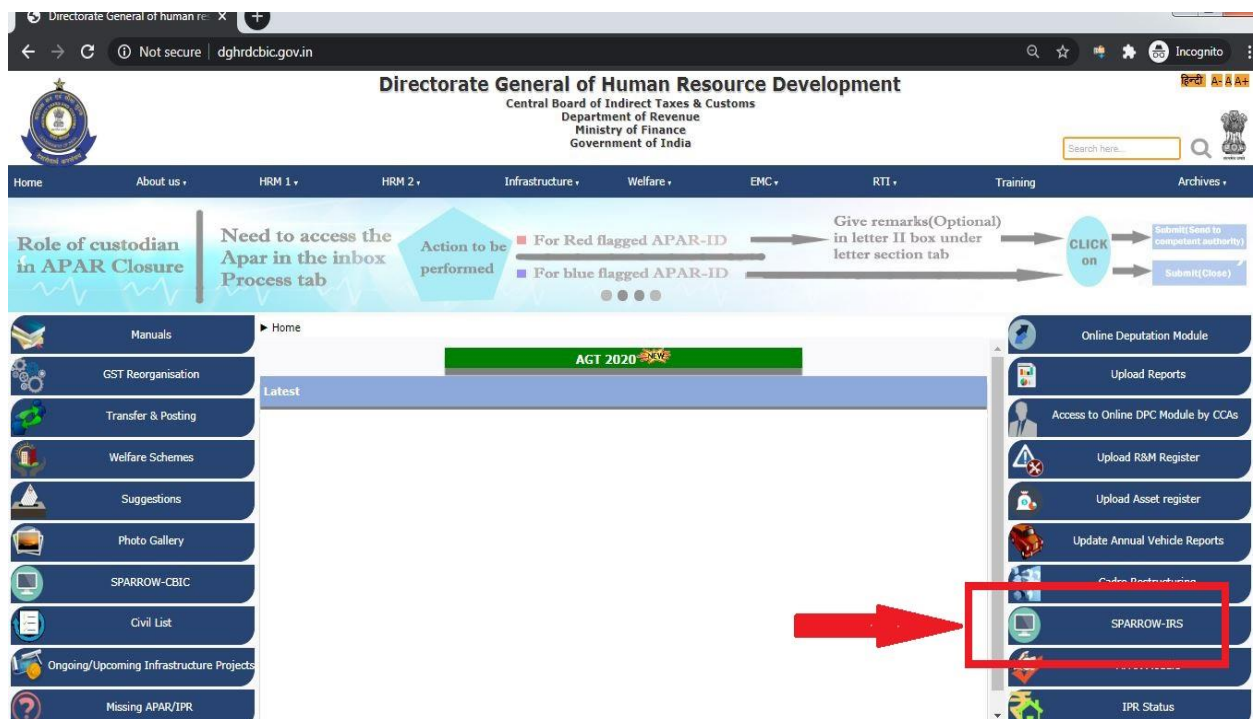 Directorate General of human re:
Not secure | dghrdcbic.gov.in
Incognito
Directorate General of Human Resource Development
Central Board of Indirect Taxes & Customs
Department of Revenue
Ministry of Finance
Government of India
हिन्दी A- A A+
Search here...
Home About us HRM 1 HRM 2 Infrastructure Welfare EMC RTI Training Archives
Role of custodian
in APAR Closure
Need to access the
Apar in the inbox
Process tab
Action to be
performed
For Red flagged APAR-ID
For blue flagged APAR-ID
Give remarks(Optional)
in letter II box under
letter section tab
CLICK
on
Submit(Send to
competent authority)
Submit(Close)
Manuals
GST Reorganisation
Transfer & Posting
Welfare Schemes
Suggestions
Photo Gallery
SPARROW-CBIC
Civil List
Ongoing/Upcoming Infrastructure Projects
Missing APAR/IPR
Home
AGT 2020 NEW
Latest
Online Deputation Module
Upload Reports
Access to Online DPC Module by CCAs
Upload R&M Register
Upload Asset register
Update Annual Vehicle Reports
Cadre Restructuring
SPARROW-IRS
IPR Status